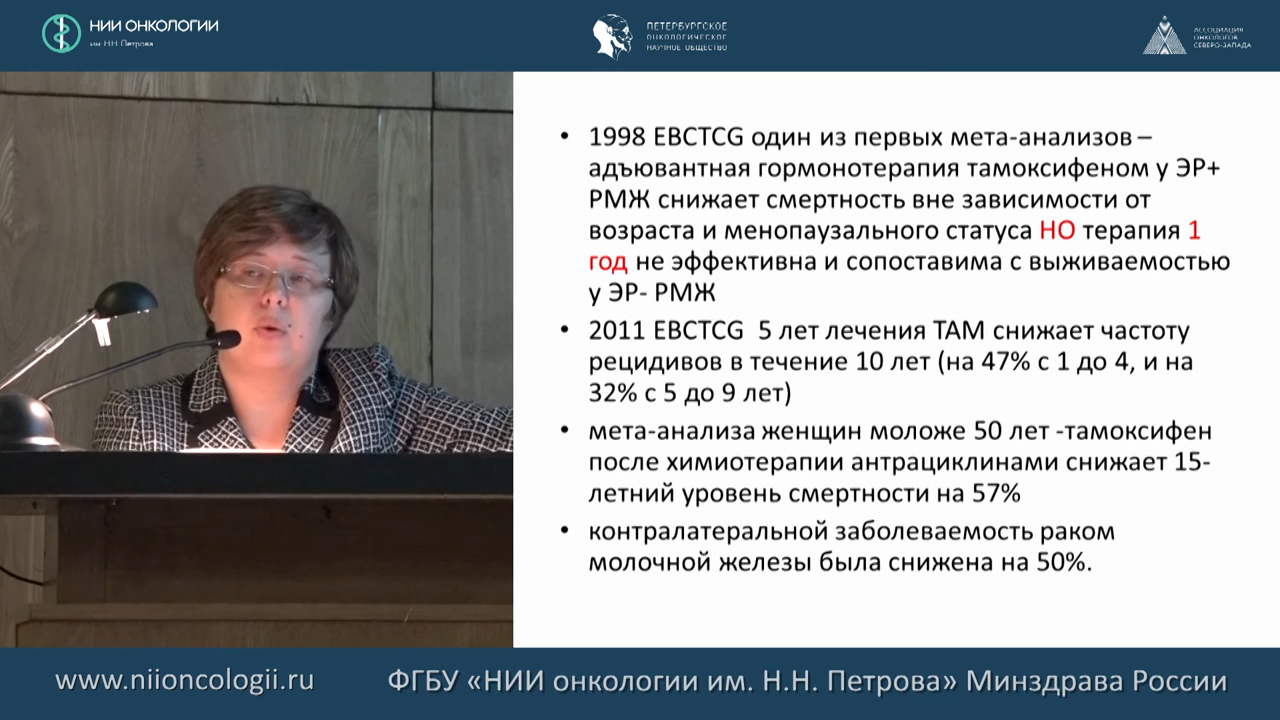 НИИ ОНКОЛОГИИ
им. Н.Н. Петрова
ПЕТЕРБУРГСКОЕ
ОНКОЛОГИЧЕСКОЕ
НАУЧНОЕ ОБЩЕСТВО
АССОЦИАЦИЯ
ОНКОЛОГОВ
СЕВЕРО-ЗАПАДА
• 1998 EBCTCG один из первых мета-анализов –
адъювантная гормонотерапия тамоксифеном у ЭР+
РМЖ снижает смертность вне зависимости от
возраста и менопаузального статуса НО терапия 1
год не эффективна и сопоставима с выживаемостью
у ЭР- РМЖ
• 2011 EBCTCG 5 лет лечения ТАМ снижает частоту
рецидивов в течение 10 лет (на 47% с 1 до 4, и на
32% с 5 до 9 лет)
• мета-анализа женщин моложе 50 лет -тамоксифен
после химиотерапии антрациклинами снижает 15-
летний уровень смертности на 57%
• контралатеральной заболеваемость раком
молочной железы была снижена на 50%.
www.niioncologii.ru
ФГБУ «НИИ онкологии им. Н.Н. Петрова» Минздрава России